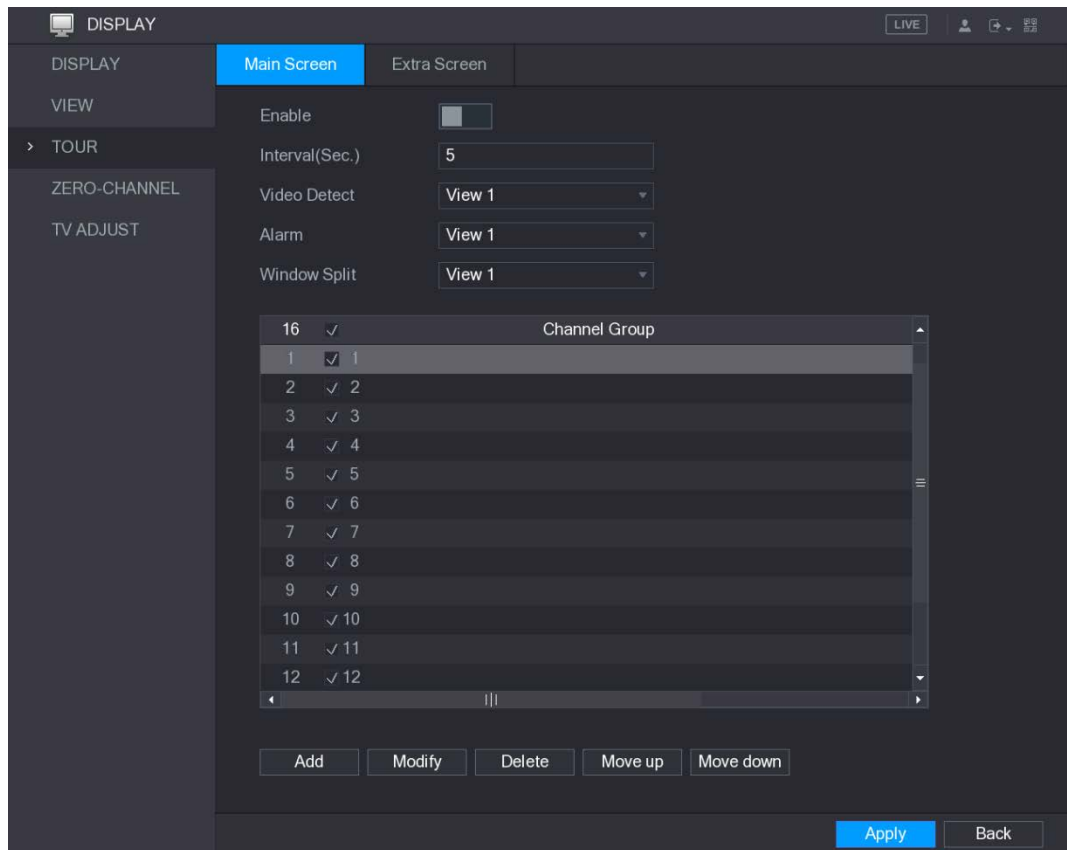 DISPLAY
LIVE
DISPLAY
VIEW
TOUR
ZERO-CHANNEL
TV ADJUST
Main Screen Extra Screen
Enable
Interval(Sec.) 5
Video Detect View 1
Alarm View 1
Window Split View 1
16 Channel Group
1 1
2 2
3 3
4 4
5 5
6 6
7 7
8 8
9 9
10 10
11 11
12 12
Add Modify Delete Move up Move down
Apply Back